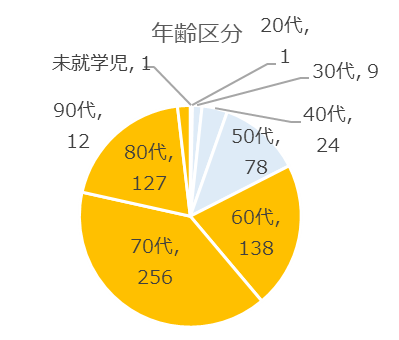 年齢区分
未就学児, 1
20代,
1
30代, 9
40代,
24
50代,
78
60代,
138
70代,
256
80代,
127
90代,
12